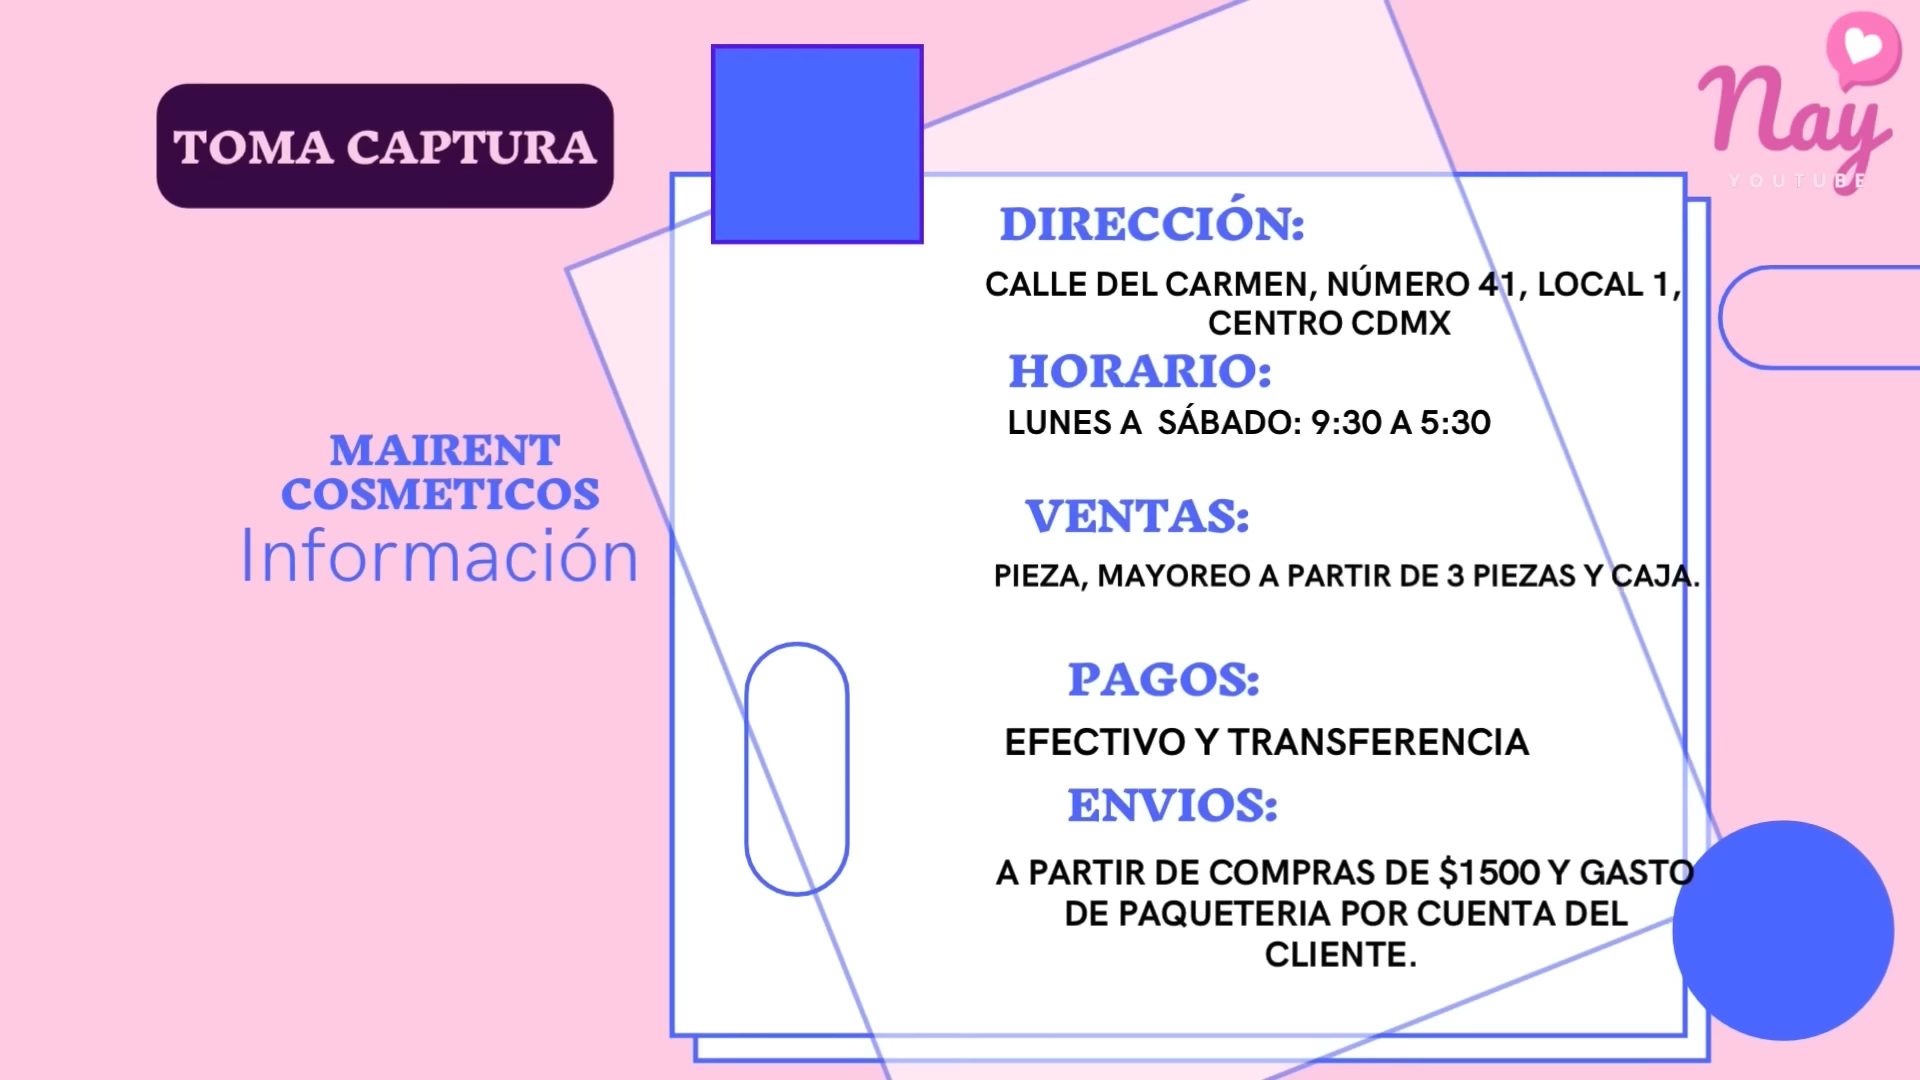 TOMA CAPTURA
Nay
YOUTUBE
MAIRENT
COSMETICOS
Información
DIRECCIÓN:
CALLE DEL CARMEN, NÚMERO 41, LOCAL 1,
CENTRO CDMX
HORARIO:
LUNES A SÁBADO: 9:30 A 5:30
VENTAS:
PIEZA, MAYOREO A PARTIR DE 3 PIEZAS Y CAJA.
PAGOS:
EFECTIVO Y TRANSFERENCIA
ENVIOS:
A PARTIR DE COMPRAS DE $1500 Y GASTO
DE PAQUETERIA POR CUENTA DEL
CLIENTE.